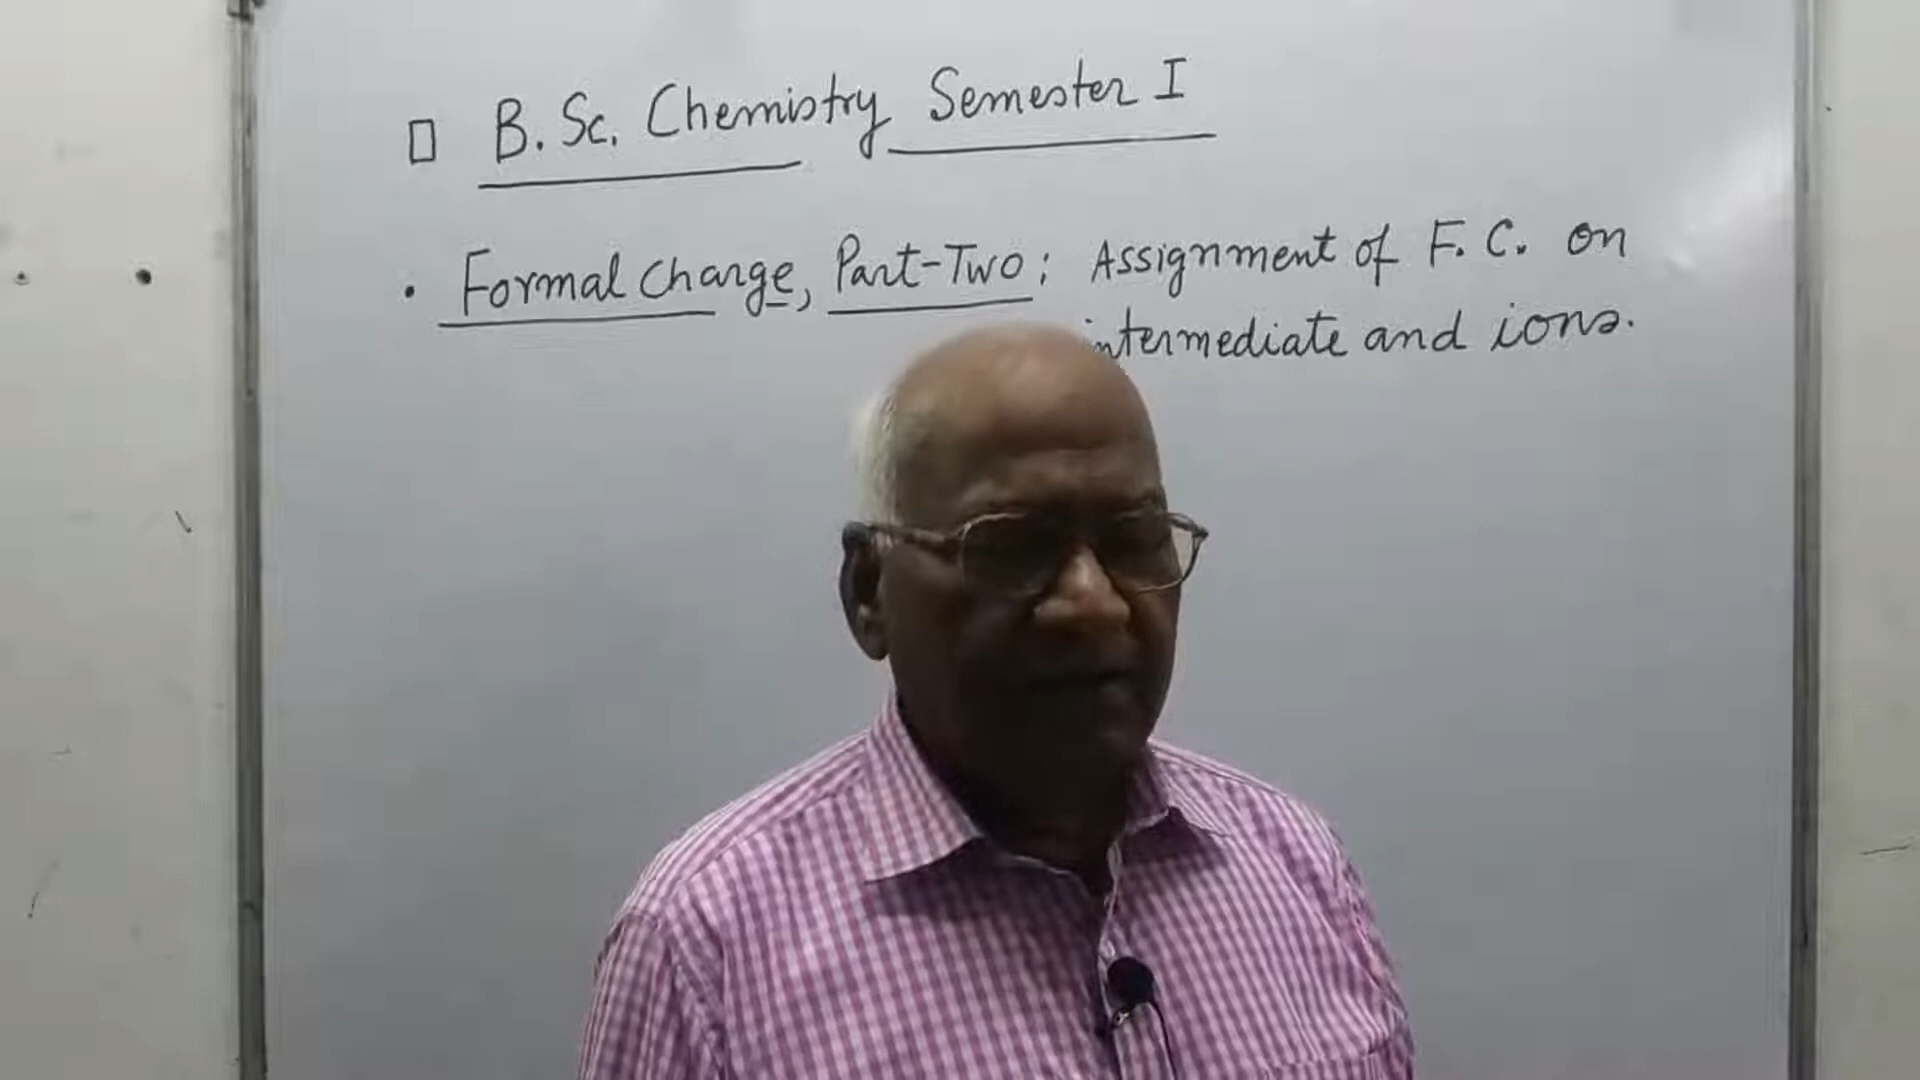 B. Sc. Chemistry Semester I
Formal Charge, Part-Two: Assignment of F. C. on
intermediate and ions.